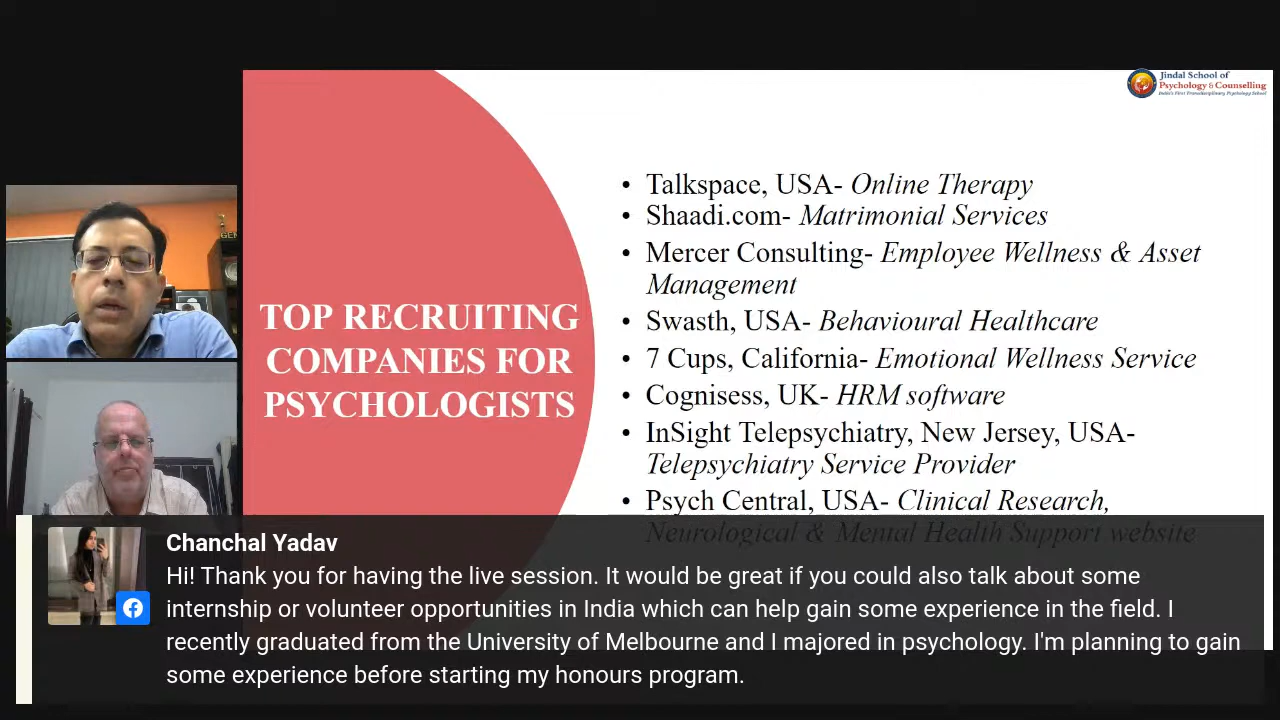 Jindal School of
Psychology & Counselling
India's First Transdisciplinary Psychology School
TOP RECRUITING
COMPANIES FOR
PSYCHOLOGISTS
• Talkspace, USA- Online Therapy
• Shaadi.com- Matrimonial Services
• Mercer Consulting- Employee Wellness & Asset
Management
• Swasth, USA- Behavioural Healthcare
• 7 Cups, California- Emotional Wellness Service
• Cognisess, UK- HRM software
• InSight Telepsychiatry, New Jersey, USA-
Telepsychiatry Service Provider
• Psych Central, USA- Clinical Research,
Neurological & Mental Health Support website
Chanchal Yadav
Hi! Thank you for having the live session. It would be great if you could also talk about some
internship or volunteer opportunities in India which can help gain some experience in the field. I
recently graduated from the University of Melbourne and I majored in psychology. I'm planning to gain
some experience before starting my honours program.